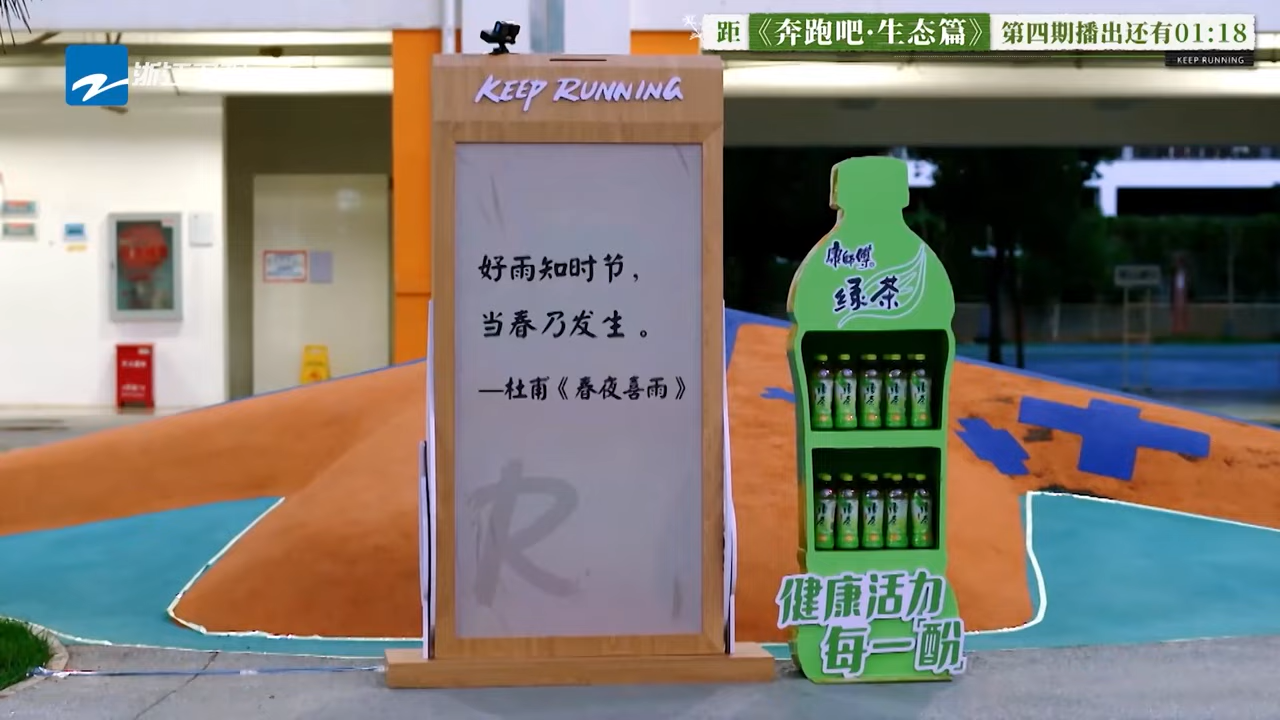 距《奔跑吧·生态篇》第四期播出还有01:18
KEEP RUNNING
KEEP RUNNING
好雨知时节，
当春乃发生。
—杜甫《春夜喜雨》
R
康师傅
绿茶
健康活力
每一酚